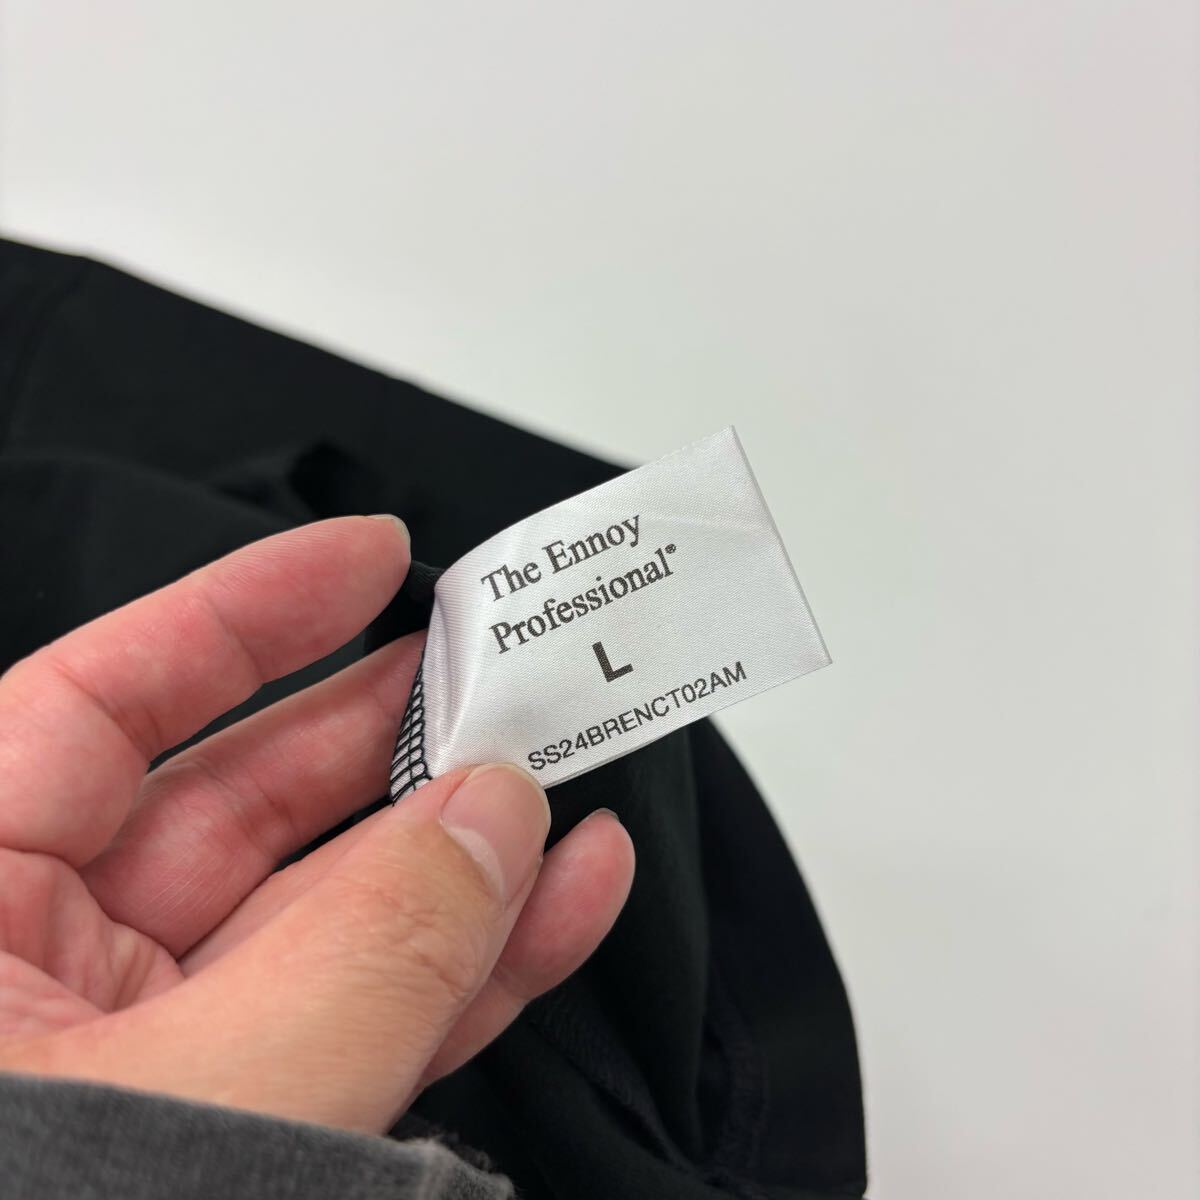 The Ennoy
Professional®
L
SS24BRENCT02AM